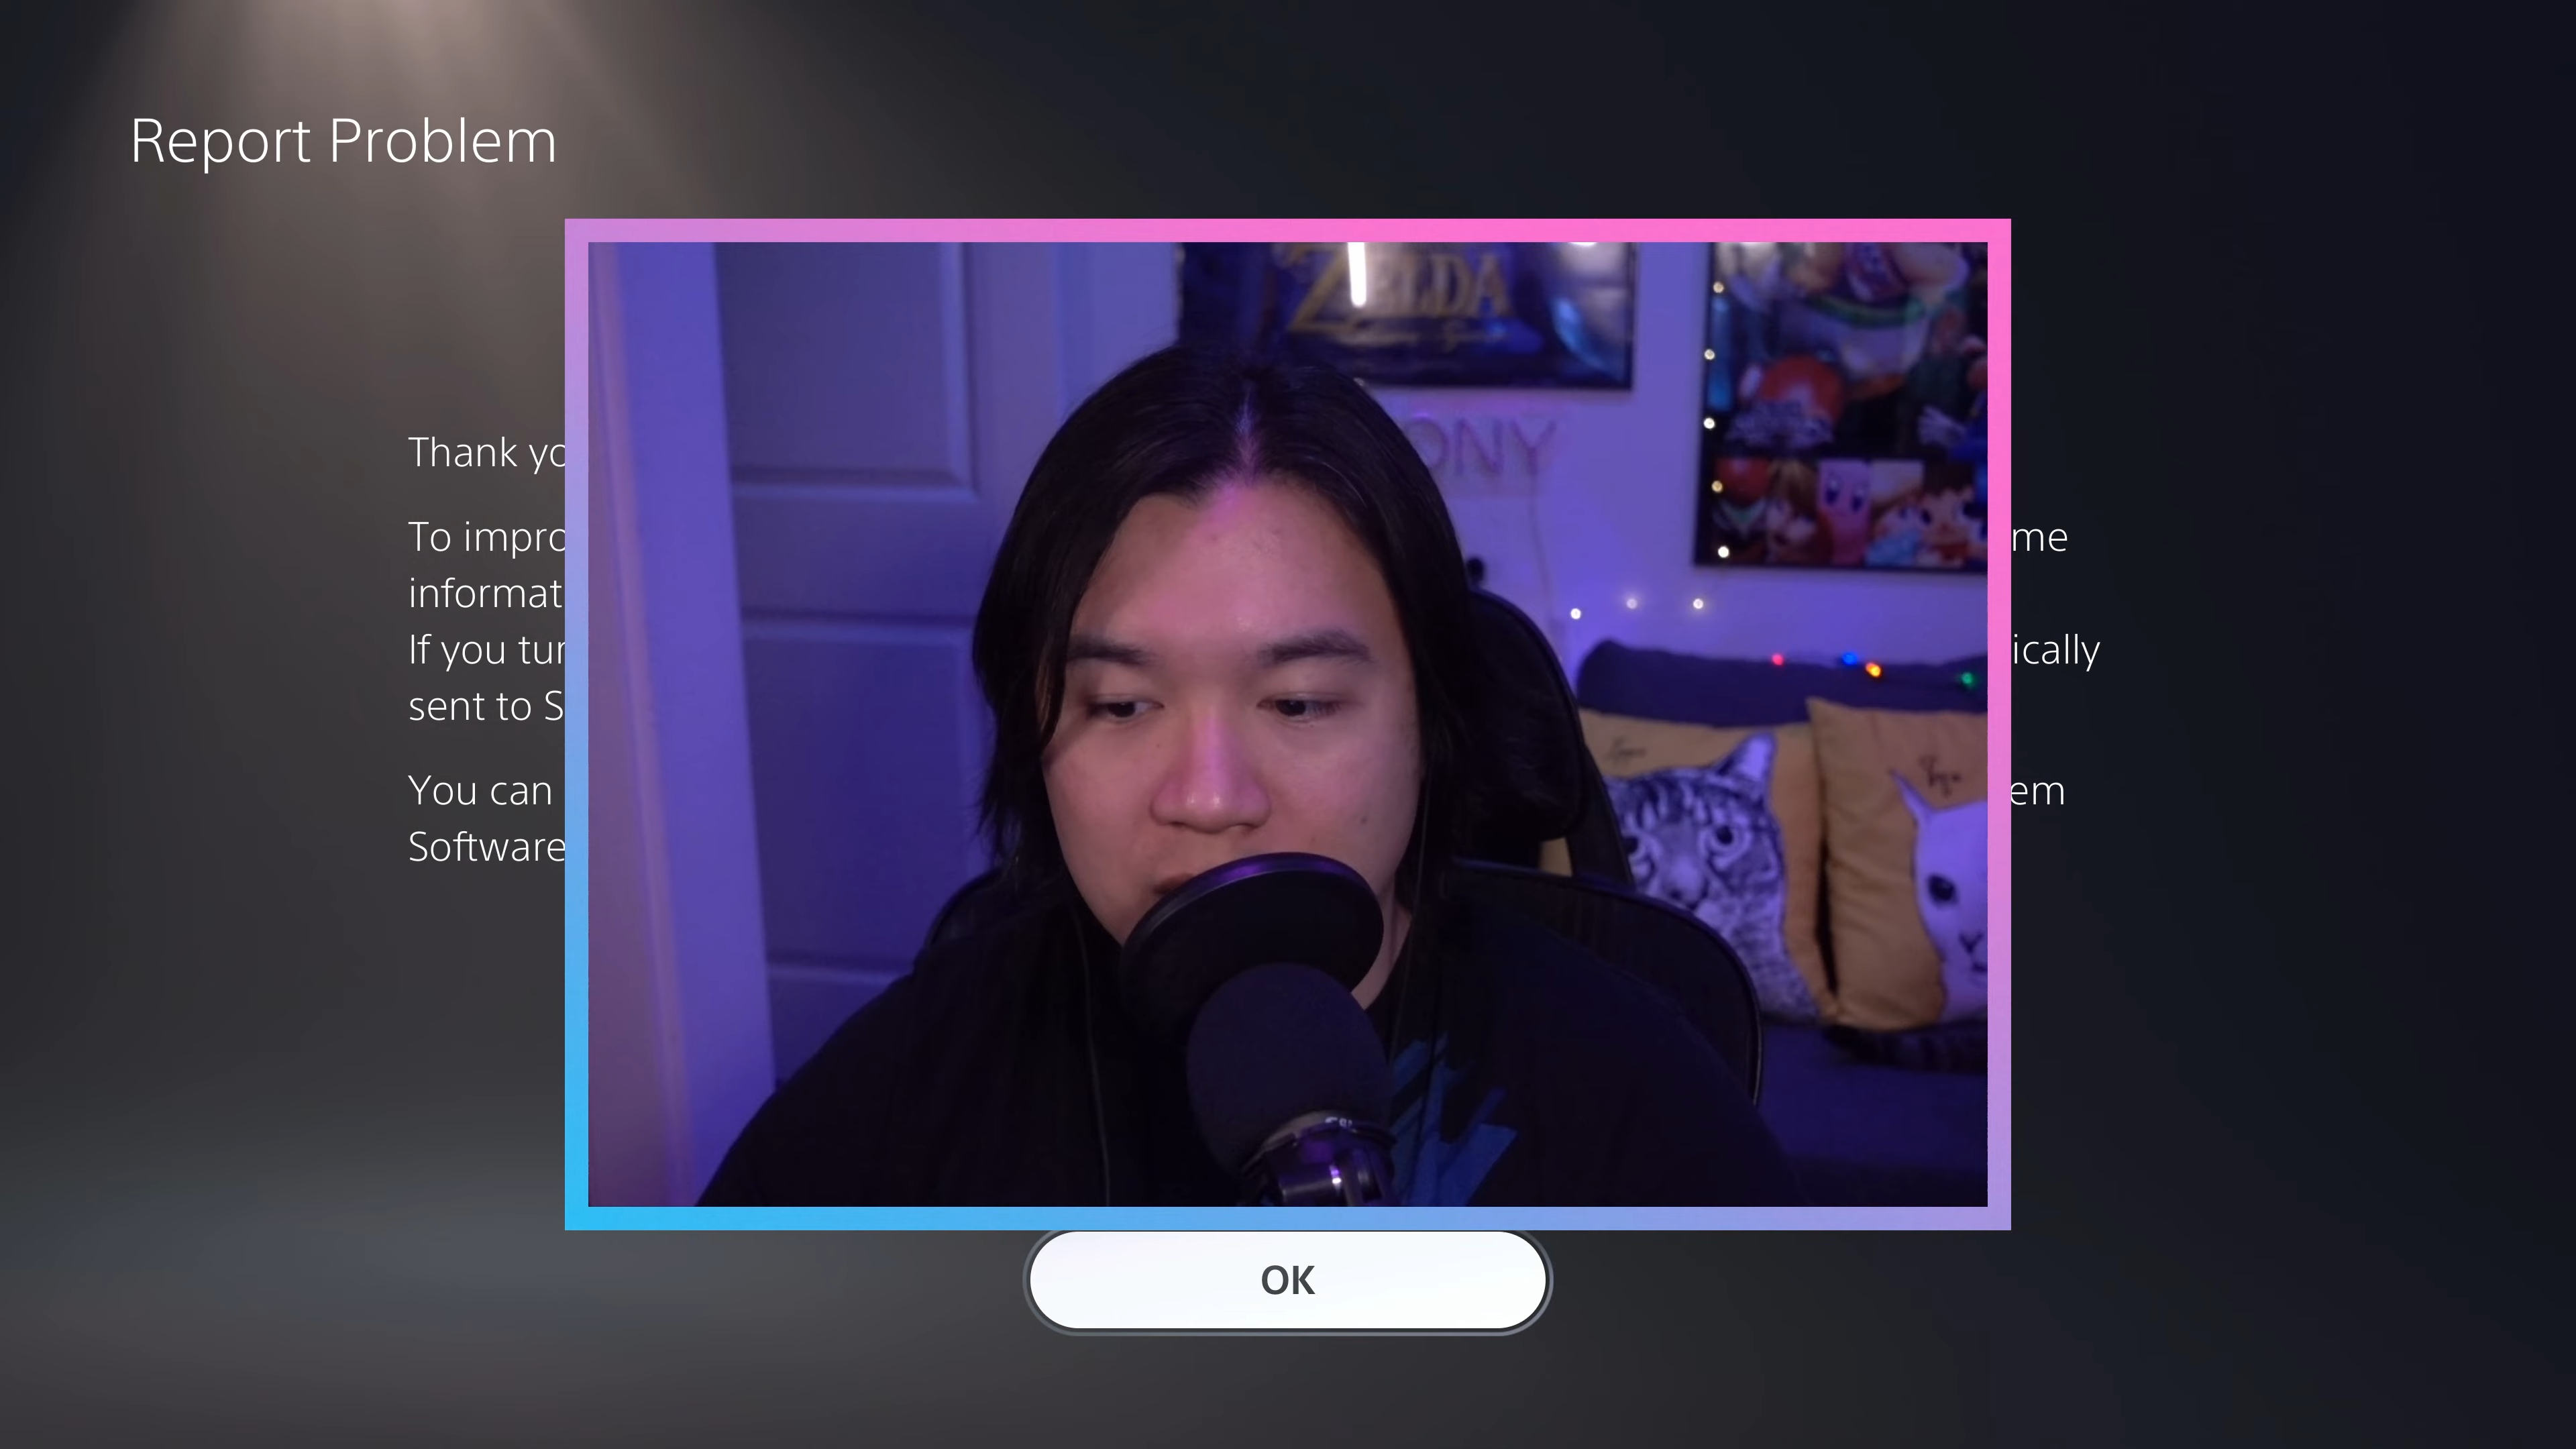 Report Problem
Thank yo
To impro
me
informat
If you tur
ically
sent to S
You can
em
Software
ZELDA
ONY
OK